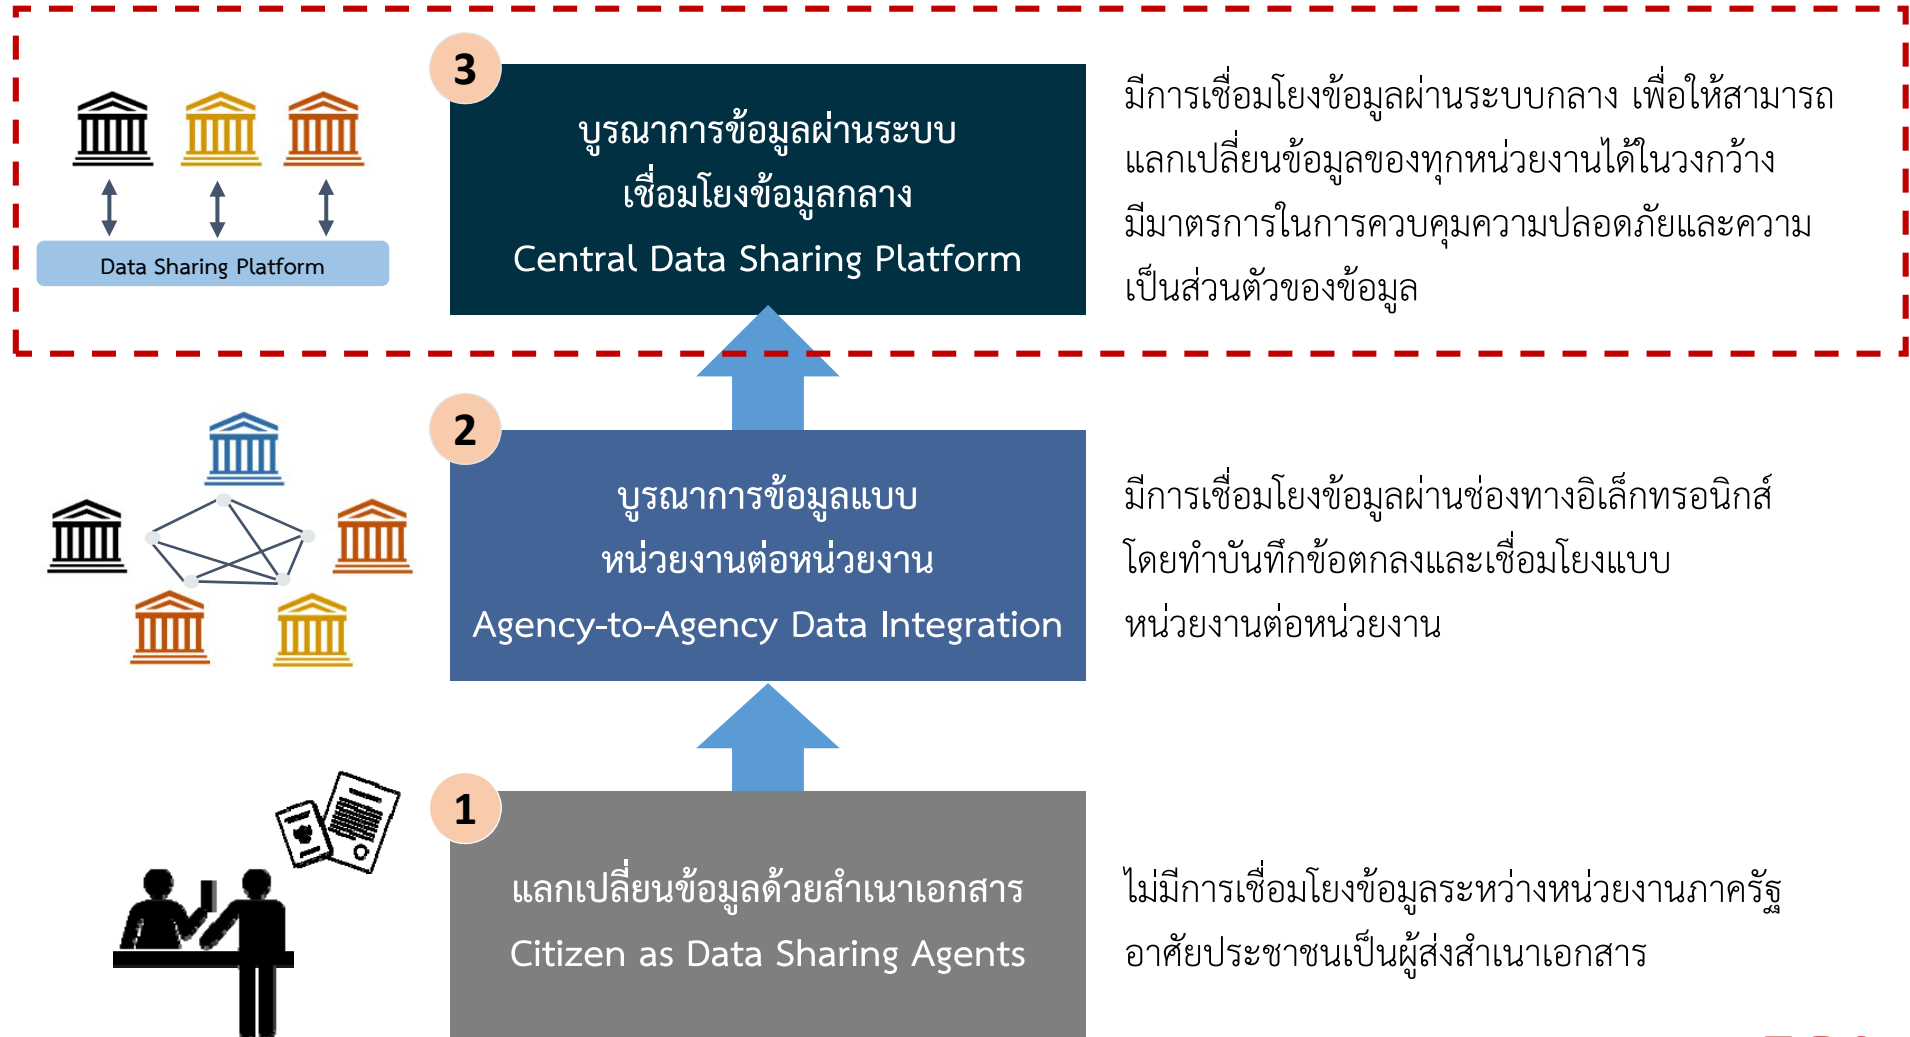 3
บูรณาการข้อมูลผ่านระบบ
เชื่อมโยงข้อมูลกลาง
Central Data Sharing Platform
Data Sharing Platform
มีการเชื่อมโยงข้อมูลผ่านระบบกลาง เพื่อให้สามารถ
แลกเปลี่ยนข้อมูลของทุกหน่วยงานได้ในวงกว้าง
มีมาตรการในการควบคุมความปลอดภัยและความ
เป็นส่วนตัวของข้อมูล
2
บูรณาการข้อมูลแบบ
หน่วยงานต่อหน่วยงาน
Agency-to-Agency Data Integration
มีการเชื่อมโยงข้อมูลผ่านช่องทางอิเล็กทรอนิกส์
โดยทำบันทึกข้อตกลงและเชื่อมโยงแบบ
หน่วยงานต่อหน่วยงาน
1
แลกเปลี่ยนข้อมูลด้วยสำเนาเอกสาร
Citizen as Data Sharing Agents
ไม่มีการเชื่อมโยงข้อมูลระหว่างหน่วยงานภาครัฐ
อาศัยประชาชนเป็นผู้ส่งสำเนาเอกสาร